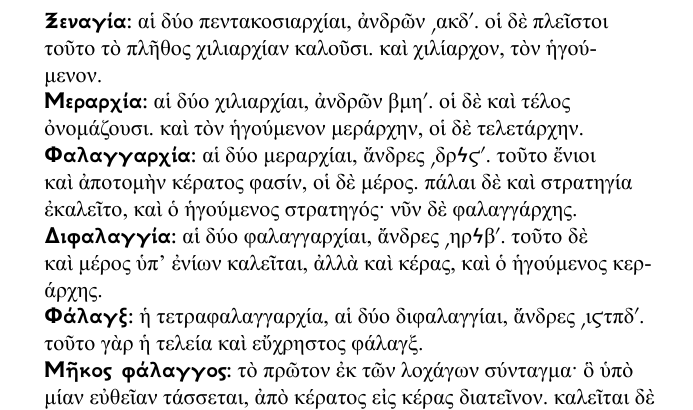 Ξεναγία: αἱ δύο πεντακοσιαρχίαι, ἀνδρῶν ͵ακδʹ. οἱ δὲ πλεῖστοι
τοῦτο τὸ πλῆθος χιλιαρχίαν καλοῦσι. καὶ χιλίαρχον, τὸν ἡγού-
μενον.
Μεραρχία: αἱ δύο χιλιαρχίαι, ἀνδρῶν βμηʹ. οἱ δὲ καὶ τέλος
ὀνομάζουσι. καὶ τὸν ἡγούμενον μεράρχην, οἱ δὲ τελετάρχην.
Φαλαγγαρχία: αἱ δύο μεραρχίαι, ἄνδρες ͵δρϟϛʹ. τοῦτο ἔνιοι
καὶ ἀποτομὴν κέρατος φασίν, οἱ δὲ μέρος. πάλαι δὲ καὶ στρατηγία
ἐκαλεῖτο, καὶ ὁ ἡγούμενος στρατηγός· νῦν δὲ φαλαγγάρχης.
Διφαλαγγία: αἱ δύο φαλαγγαρχίαι, ἄνδρες ͵ηρϟβʹ. τοῦτο δὲ
καὶ μέρος ὑπ’ ἐνίων καλεῖται, ἀλλὰ καὶ κέρας, καὶ ὁ ἡγούμενος κερ-
άρχης.
Φάλαγξ: ἡ τετραφαλαγγαρχία, αἱ δύο διφαλαγγίαι, ἄνδρες ͵ιϛτπδʹ.
τοῦτο γὰρ ἡ τελεία καὶ εὔχρηστος φάλαγξ.
Μῆκος φάλαγγος: τὸ πρῶτον ἐκ τῶν λοχάγων σύνταγμα· ὃ ὑπὸ
μίαν εὐθεῖαν τάσσεται, ἀπὸ κέρατος εἰς κέρας διατεῖνον. καλεῖται δὲ